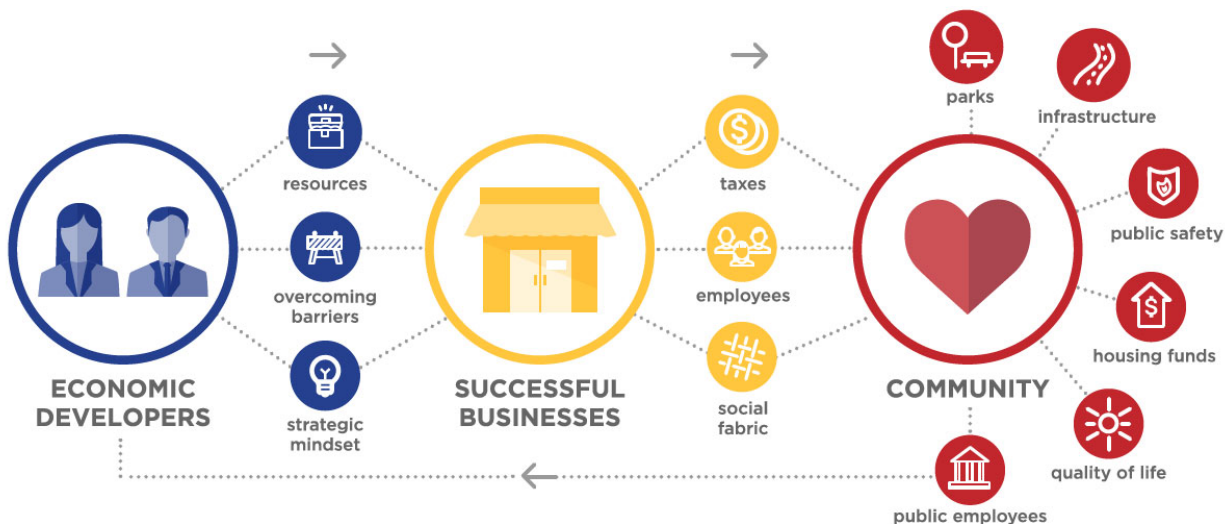 parks
infrastructure
resources
taxes
public safety
overcoming
barriers
employees
housing funds
ECONOMIC
DEVELOPERS
SUCCESSFUL
BUSINESSES
COMMUNITY
strategic
mindset
social
fabric
quality of life
public employees
$
$